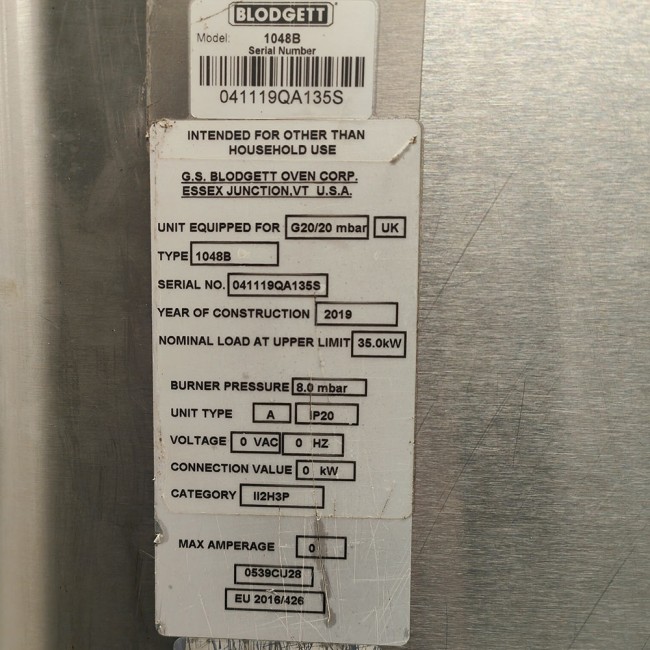 BLODGETT
Model: 1048B
Serial Number
041119QA135S
INTENDED FOR OTHER THAN
HOUSEHOLD USE
G.S. BLODGETT OVEN CORP.
ESSEX JUNCTION,VT U.S.A.
UNIT EQUIPPED FOR G20/20 mbar UK
TYPE 1048B
SERIAL NO. 041119QA135S
YEAR OF CONSTRUCTION 2019
NOMINAL LOAD AT UPPER LIMIT 35.0kW
BURNER PRESSURE 8.0 mbar
UNIT TYPE A IP20
VOLTAGE 0 VAC 0 HZ
CONNECTION VALUE 0 kW
CATEGORY II2H3P
MAX AMPERAGE 0
0539CU28
EU 2016/426